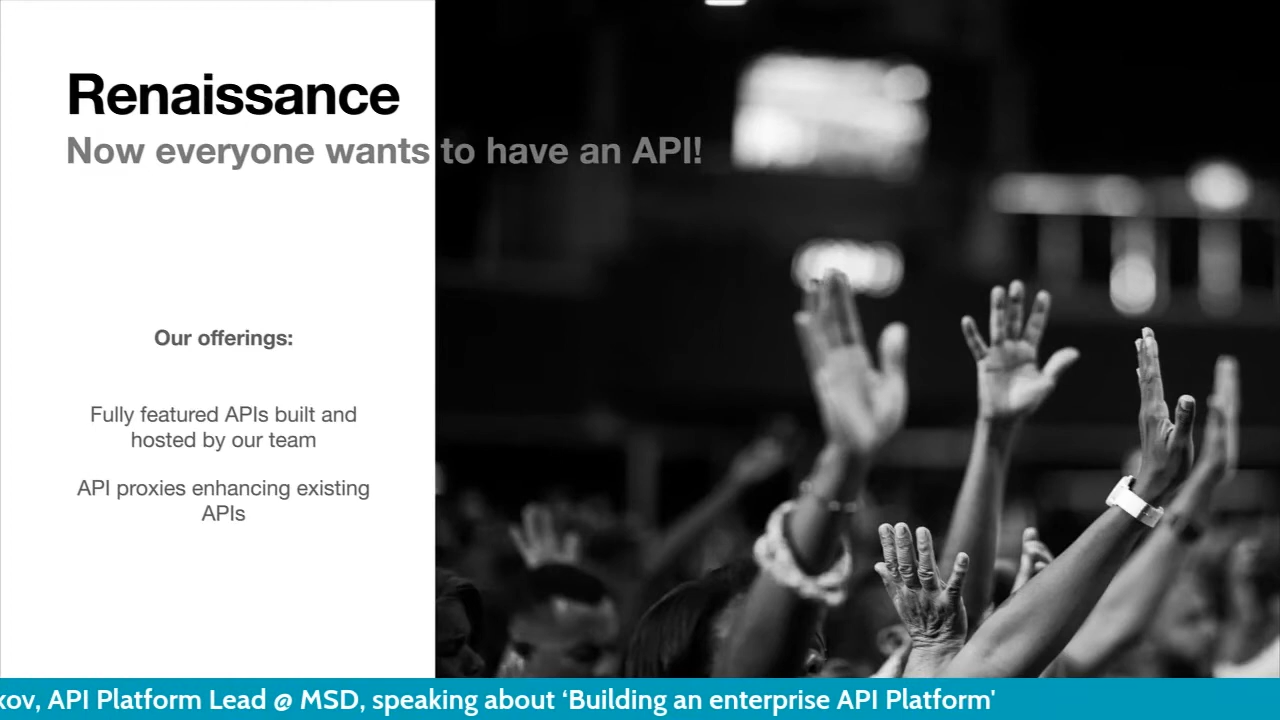 Renaissance
Now everyone wants to have an API!
Our offerings:
Fully featured APIs built and
hosted by our team
API proxies enhancing existing
APIs
API Platform Lead @ MSD, speaking about ‘Building an enterprise API Platform'